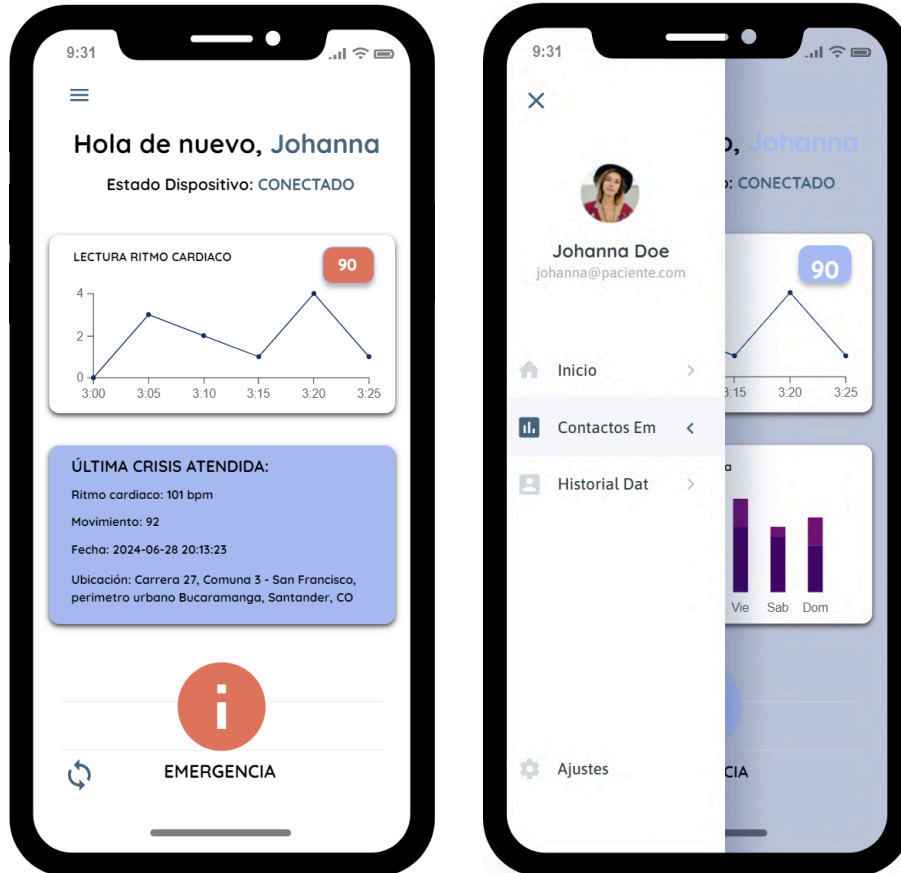 9:31
Hola de nuevo, Johanna
Estado Dispositivo: CONECTADO
LECTURA RITMO CARDIACO
90
4
2
0
3:00 3:05 3:10 3:15 3:20 3:25
ÚLTIMA CRISIS ATENDIDA:
Ritmo cardiaco: 101 bpm
Movimiento: 92
Fecha: 2024-06-28 20:13:23
Ubicación: Carrera 27, Comuna 3 - San Francisco,
perimetro urbano Bucaramanga, Santander, CO
i
EMERGENCIA
9:31
Johanna Doe
johanna@paciente.com
Inicio
Contactos Em
Historial Dat
Ajustes
o, Johanna
o: CONECTADO
90
3:15 3:20 3:25
a
Vie Sab Dom
CIA